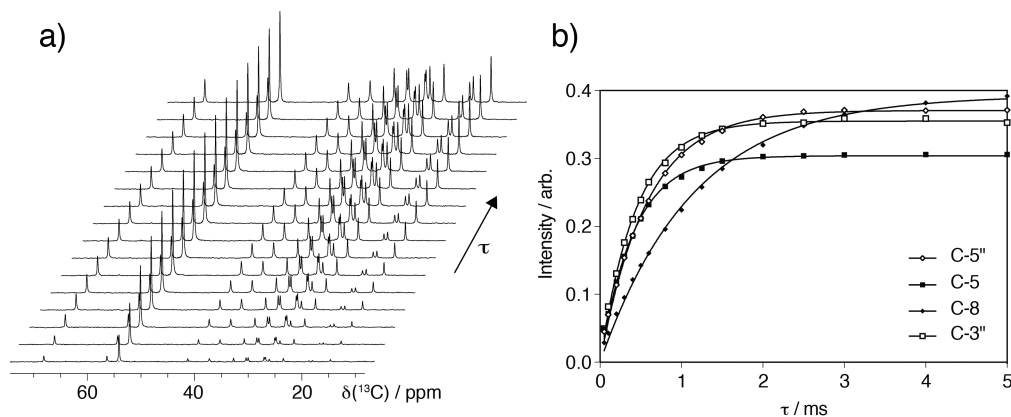 a)
τ
60
40
δ(¹³C) / ppm
20
b)
Intensity / arb.
0.4
0.3
0.2
0.1
0.0
C-5"
C-5
C-8
C-3"
0 1 2 3 4 5
τ / ms